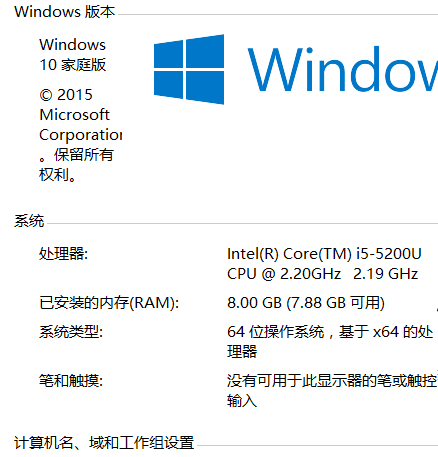 Windows 版本
Windows
10 家庭版
© 2015
Microsoft
Corporation
。保留所有
权利。
Windo
系统
处理器:
Intel(R) Core(TM) i5-5200U
CPU @ 2.20GHz 2.19 GHz
已安装的内存(RAM):
8.00 GB (7.88 GB 可用)
系统类型:
64 位操作系统，基于 x64 的处
理器
笔和触摸:
没有可用于此显示器的笔或触控
输入
计算机名、域和工作组设置